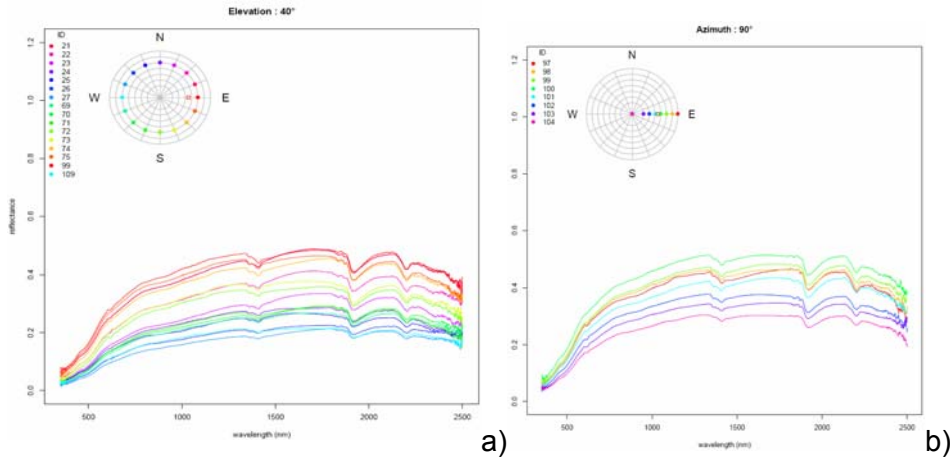 Elevation : 40°
ID
21
22
23
24
25
26
27
69
70
71
72
73
74
75
99
109
N
W
E
S
reflectance
0.0
0.2
0.4
0.6
0.8
1.0
1.2
500
1000
1500
2000
2500
wavelength (nm)
a)
Azimuth : 90°
ID
97
98
99
100
101
102
103
104
N
W
E
S
0.0
0.2
0.4
0.6
0.8
1.0
1.2
500
1000
1500
2000
2500
wavelength (nm)
b)